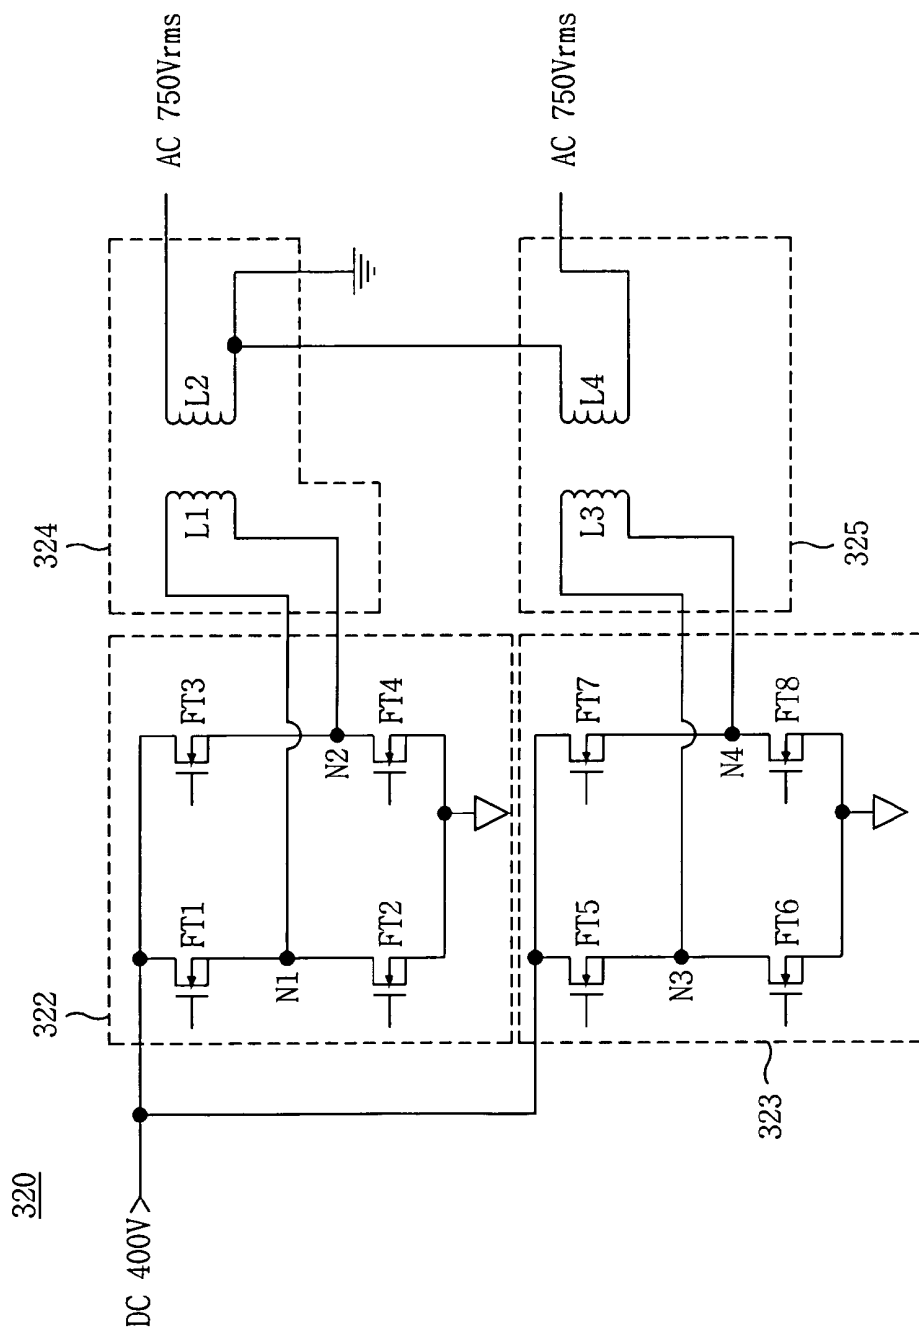 320
DC 400V
322
FT1
FT3
N1
N2
FT2
FT4
324
L1
L2
AC 750Vrms
323
FT5
FT7
N3
N4
FT6
FT8
325
L3
L4
AC 750Vrms